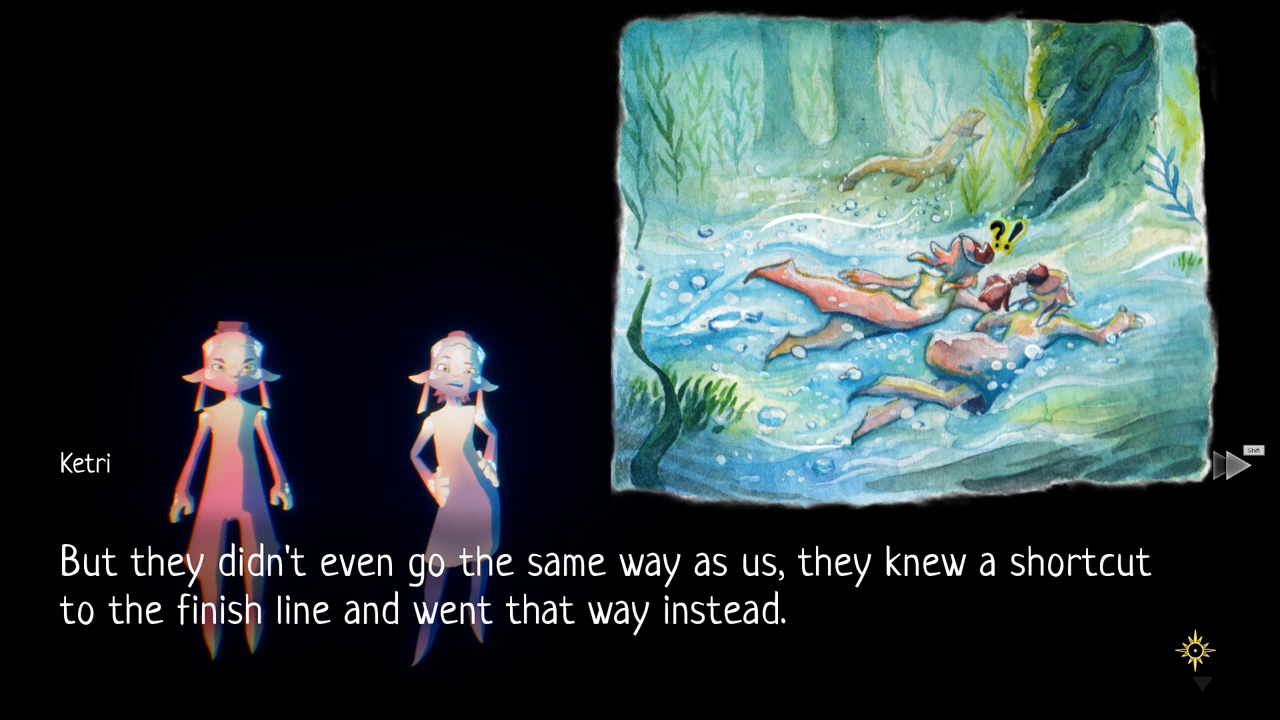 ?!
Shift
Ketri
But they didn't even go the same way as us, they knew a shortcut
to the finish line and went that way instead.